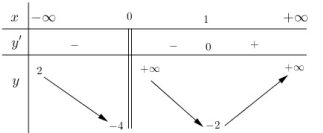 x −∞ 0 1 +∞
y′ − − 0 +
2 +∞ +∞
y
−4 −2